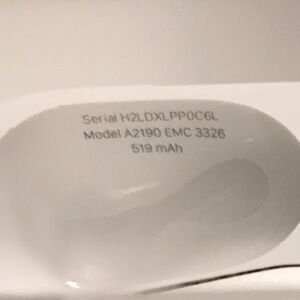 Serial H2LDXLPP0C6L
Model A2190 EMC 3326
519 mAh